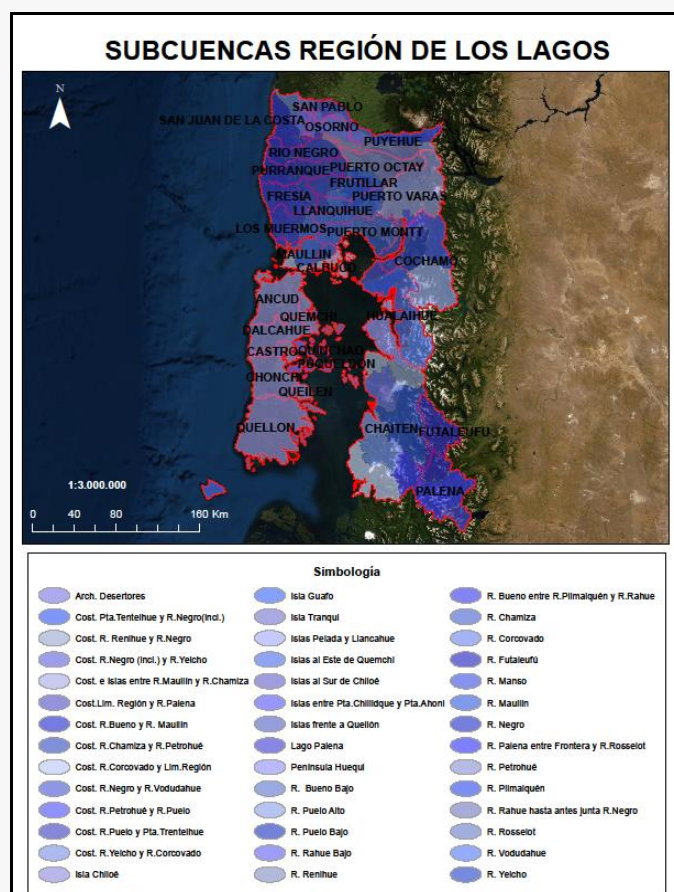 SUBCUENCAS REGIÓN DE LOS LAGOS
N
SAN PABLO
SAN JUAN DE LA COSTA
OSORNO
PUYEHUE
RIO NEGRO
PURRANQUE
PUERTO OCTAY
FRUTILLAR
FRESIA
PUERTO VARAS
LLANQUIHUE
LOS MUERMOS
PUERTO MONTT
MAULLIN
COCHAMO
CALBUCO
ANCUD
QUEMCHI
HUALAIHUE
DALCAHUE
CASTRO
QUINCHAO
PUQUELDON
CHONCHI
QUEILEN
QUELLON
CHAITEN
FUTALEUFU
PALENA
1:3.000.000
0 40 80 160 Km
Simbología
Arch. Desertores
Cost. Pta.Tentelhue y R.Negro(incl.)
Cost. R. Renihue y R.Negro
Cost. R.Negro (incl.) y R.Yelcho
Cost. e Islas entre R.Maullin y R.Chamiza
Cost.Lim. Región y R.Palena
Cost. R.Bueno y R. Maullin
Cost. R.Chamiza y R.Petrohué
Cost. R.Corcovado y Lim.Región
Cost. R.Negro y R.Vodudahue
Cost. R.Petrohué y R.Puelo
Cost. R.Puelo y Pta.Trentelhue
Cost. R.Yelcho y R.Corcovado
Isla Chiloé
Isla Guafo
Isla Tranqui
Islas Pelada y Llancahue
Islas al Este de Quemchi
Islas al Sur de Chiloé
Islas entre Pta.Chilidque y Pta.Ahoni
Islas frente a Quellón
Lago Palena
Península Huequi
R. Bueno Bajo
R. Puelo Alto
R. Puelo Bajo
R. Rahue Bajo
R. Renihue
R. Bueno entre R.Pilmaiquén y R.Rahue
R. Chamiza
R. Corcovado
R. Futaleufú
R. Manso
R. Maullin
R. Negro
R. Palena entre Frontera y R.Rosselot
R. Petrohué
R. Pilmaiquén
R. Rahue hasta antes junta R.Negro
R. Rosselot
R. Vodudahue
R. Yelcho